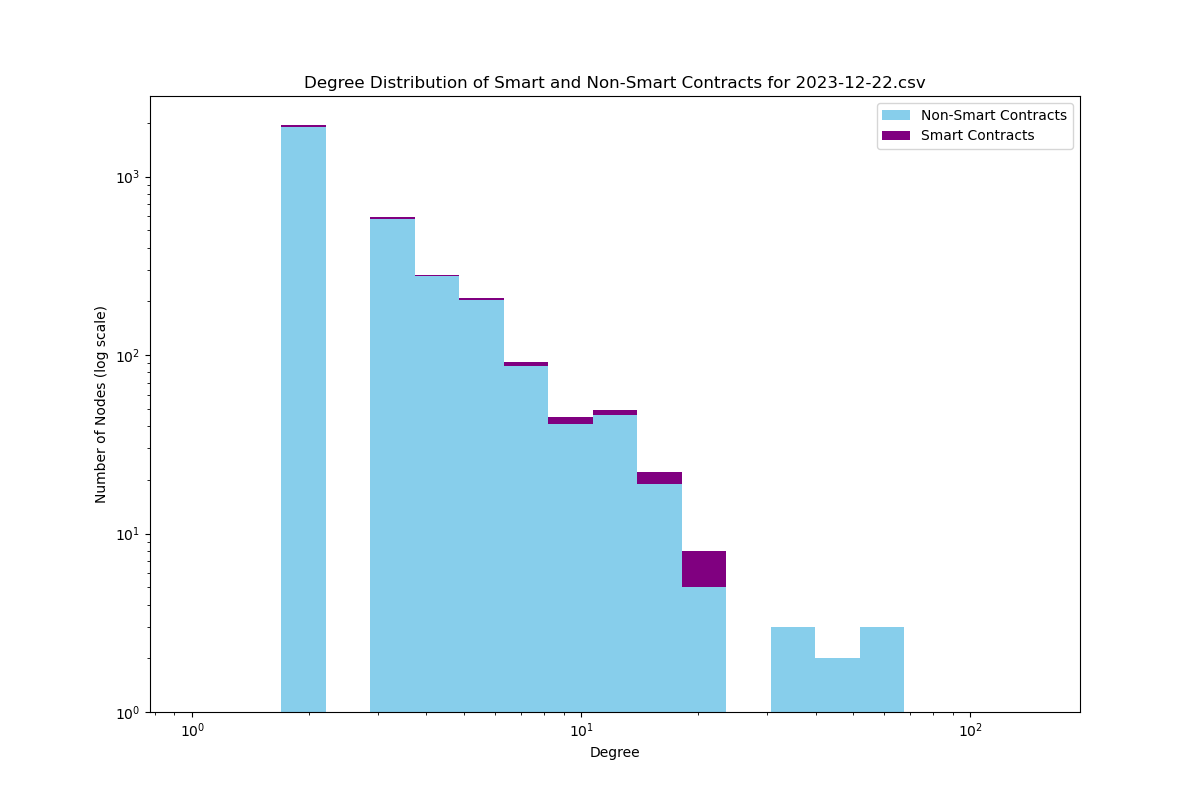 Degree Distribution of Smart and Non-Smart Contracts for 2023-12-22.csv
Non-Smart Contracts
Smart Contracts
Number of Nodes (log scale)
10³
10²
10¹
10⁰
10⁰ 10¹ 10²
Degree